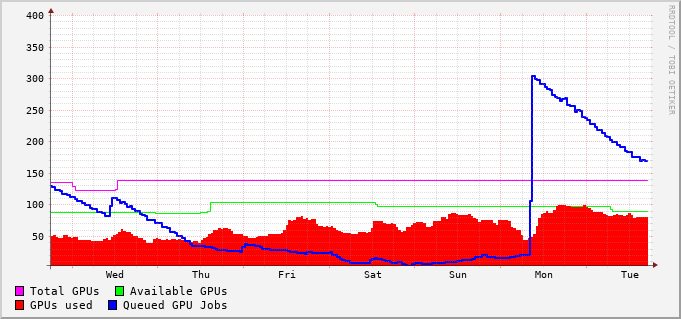 400
350
300
250
200
150
100
50
Wed Thu Fri Sat Sun Mon Tue
Total GPUs Available GPUs
GPUs used Queued GPU Jobs
RRDTOOL / TOBI OETIKER